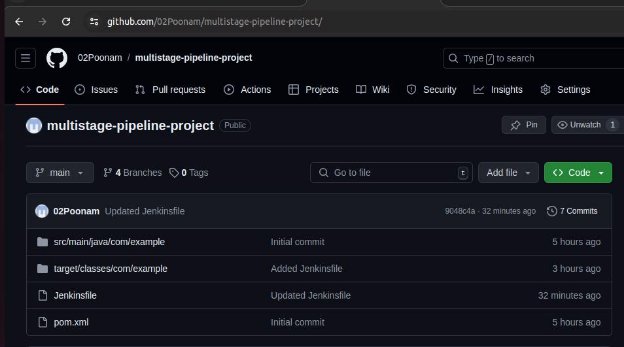 github.com/02Poonam/multistage-pipeline-project/
02Poonam / multistage-pipeline-project
Type / to search
Code Issues Pull requests Actions Projects Wiki Security Insights Settings
multistage-pipeline-project Public
Pin Unwatch 1
main 4 Branches 0 Tags Go to file t Add file Code
02Poonam Updated Jenkinsfile 9048c4a · 32 minutes ago 7 Commits
src/main/java/com/example Initial commit 5 hours ago
target/classes/com/example Added Jenkinsfile 3 hours ago
Jenkinsfile Updated Jenkinsfile 32 minutes ago
pom.xml Initial commit 5 hours ago